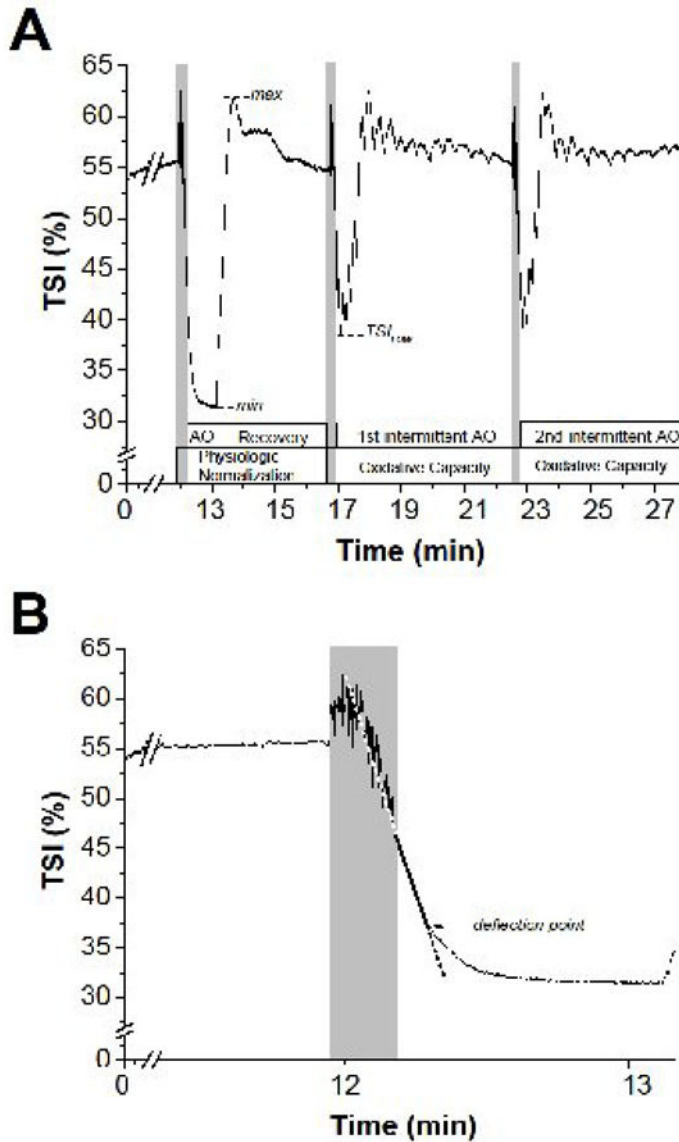 A
65
60
55
50
45
40
35
30
0
TSI (%)
max
min
TSI
AO Recovery
1st intermittent AO
2nd intermittent AO
Physiologic
Normalization
Oxidative Capacity
Oxidative Capacity
0 13 15 17 19 21 23 25 27
Time (min)
B
65
60
55
50
45
40
35
30
0
TSI (%)
deflection point
0 12 13
Time (min)